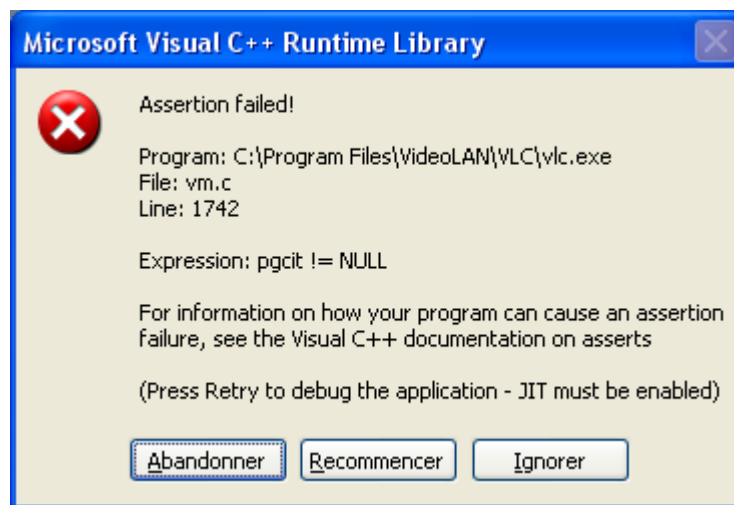 Microsoft Visual C++ Runtime Library
Assertion failed!
Program: C:\Program Files\VideoLAN\VLC\vlc.exe
File: vm.c
Line: 1742
Expression: pgcit != NULL
For information on how your program can cause an assertion
failure, see the Visual C++ documentation on asserts
(Press Retry to debug the application - JIT must be enabled)
Abandonner Recommencer Ignorer